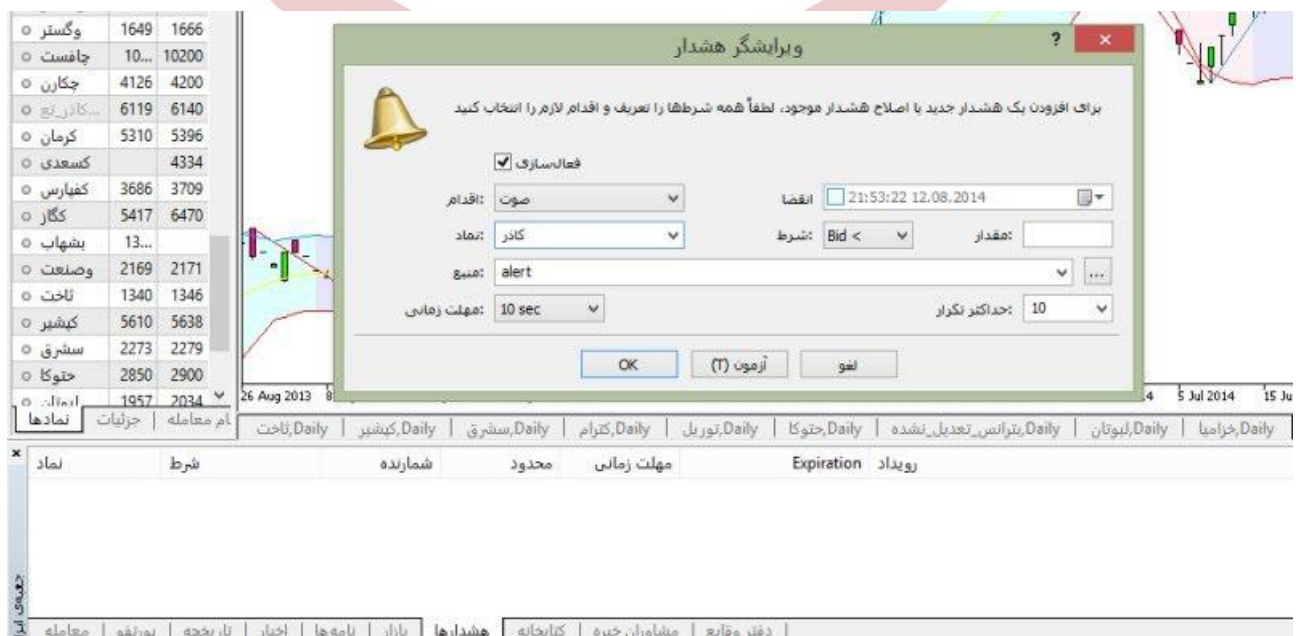 وگستر 1649 1666
چافست 10... 10200
چکارن 4126 4200
کاذر_تع... 6119 6140
کرمان 5310 5396
کسعدی 4334
کفپارس 3686 3709
کگاز 5417 6470
بشهاب 13...
وصنعت 2169 2171
ثاخت 1340 1346
کپشیر 5610 5638
سشرق 2273 2279
حتوکا 2850 2900
لبوتان 1957 2034
نمادها جزئیات
ویرایشگر هشدار ? ×
برای افزودن یک هشدار جدید یا اصلاح هشدار موجود، لطفاً همه شرطها را تعریف و اقدام لازم را انتخاب کنید
فعال‌سازی
اقدام: صوت انقضا 21:53:22 12.08.2014
نماد: کاذر شرط: Bid < مقدار:
منبع: alert ...
مهلت زمانی: 10 sec حداکثر تکرار: 10
OK آزمون (T) لغو
26 Aug 2013 5 Jul 2014
ثاخت,Daily کپشیر,Daily سشرق,Daily کترام,Daily توریل,Daily حتوکا,Daily بترانس_تعدیل_نشده,Daily لبوتان,Daily خزامیا,Daily
نماد شرط شمارنده محدود مهلت زمانی Expiration رویداد
معامله پورتفو تاریخچه اخبار نامه‌ها بازار هشدارها کتابخانه مشاوران خبره دفتر وقایع